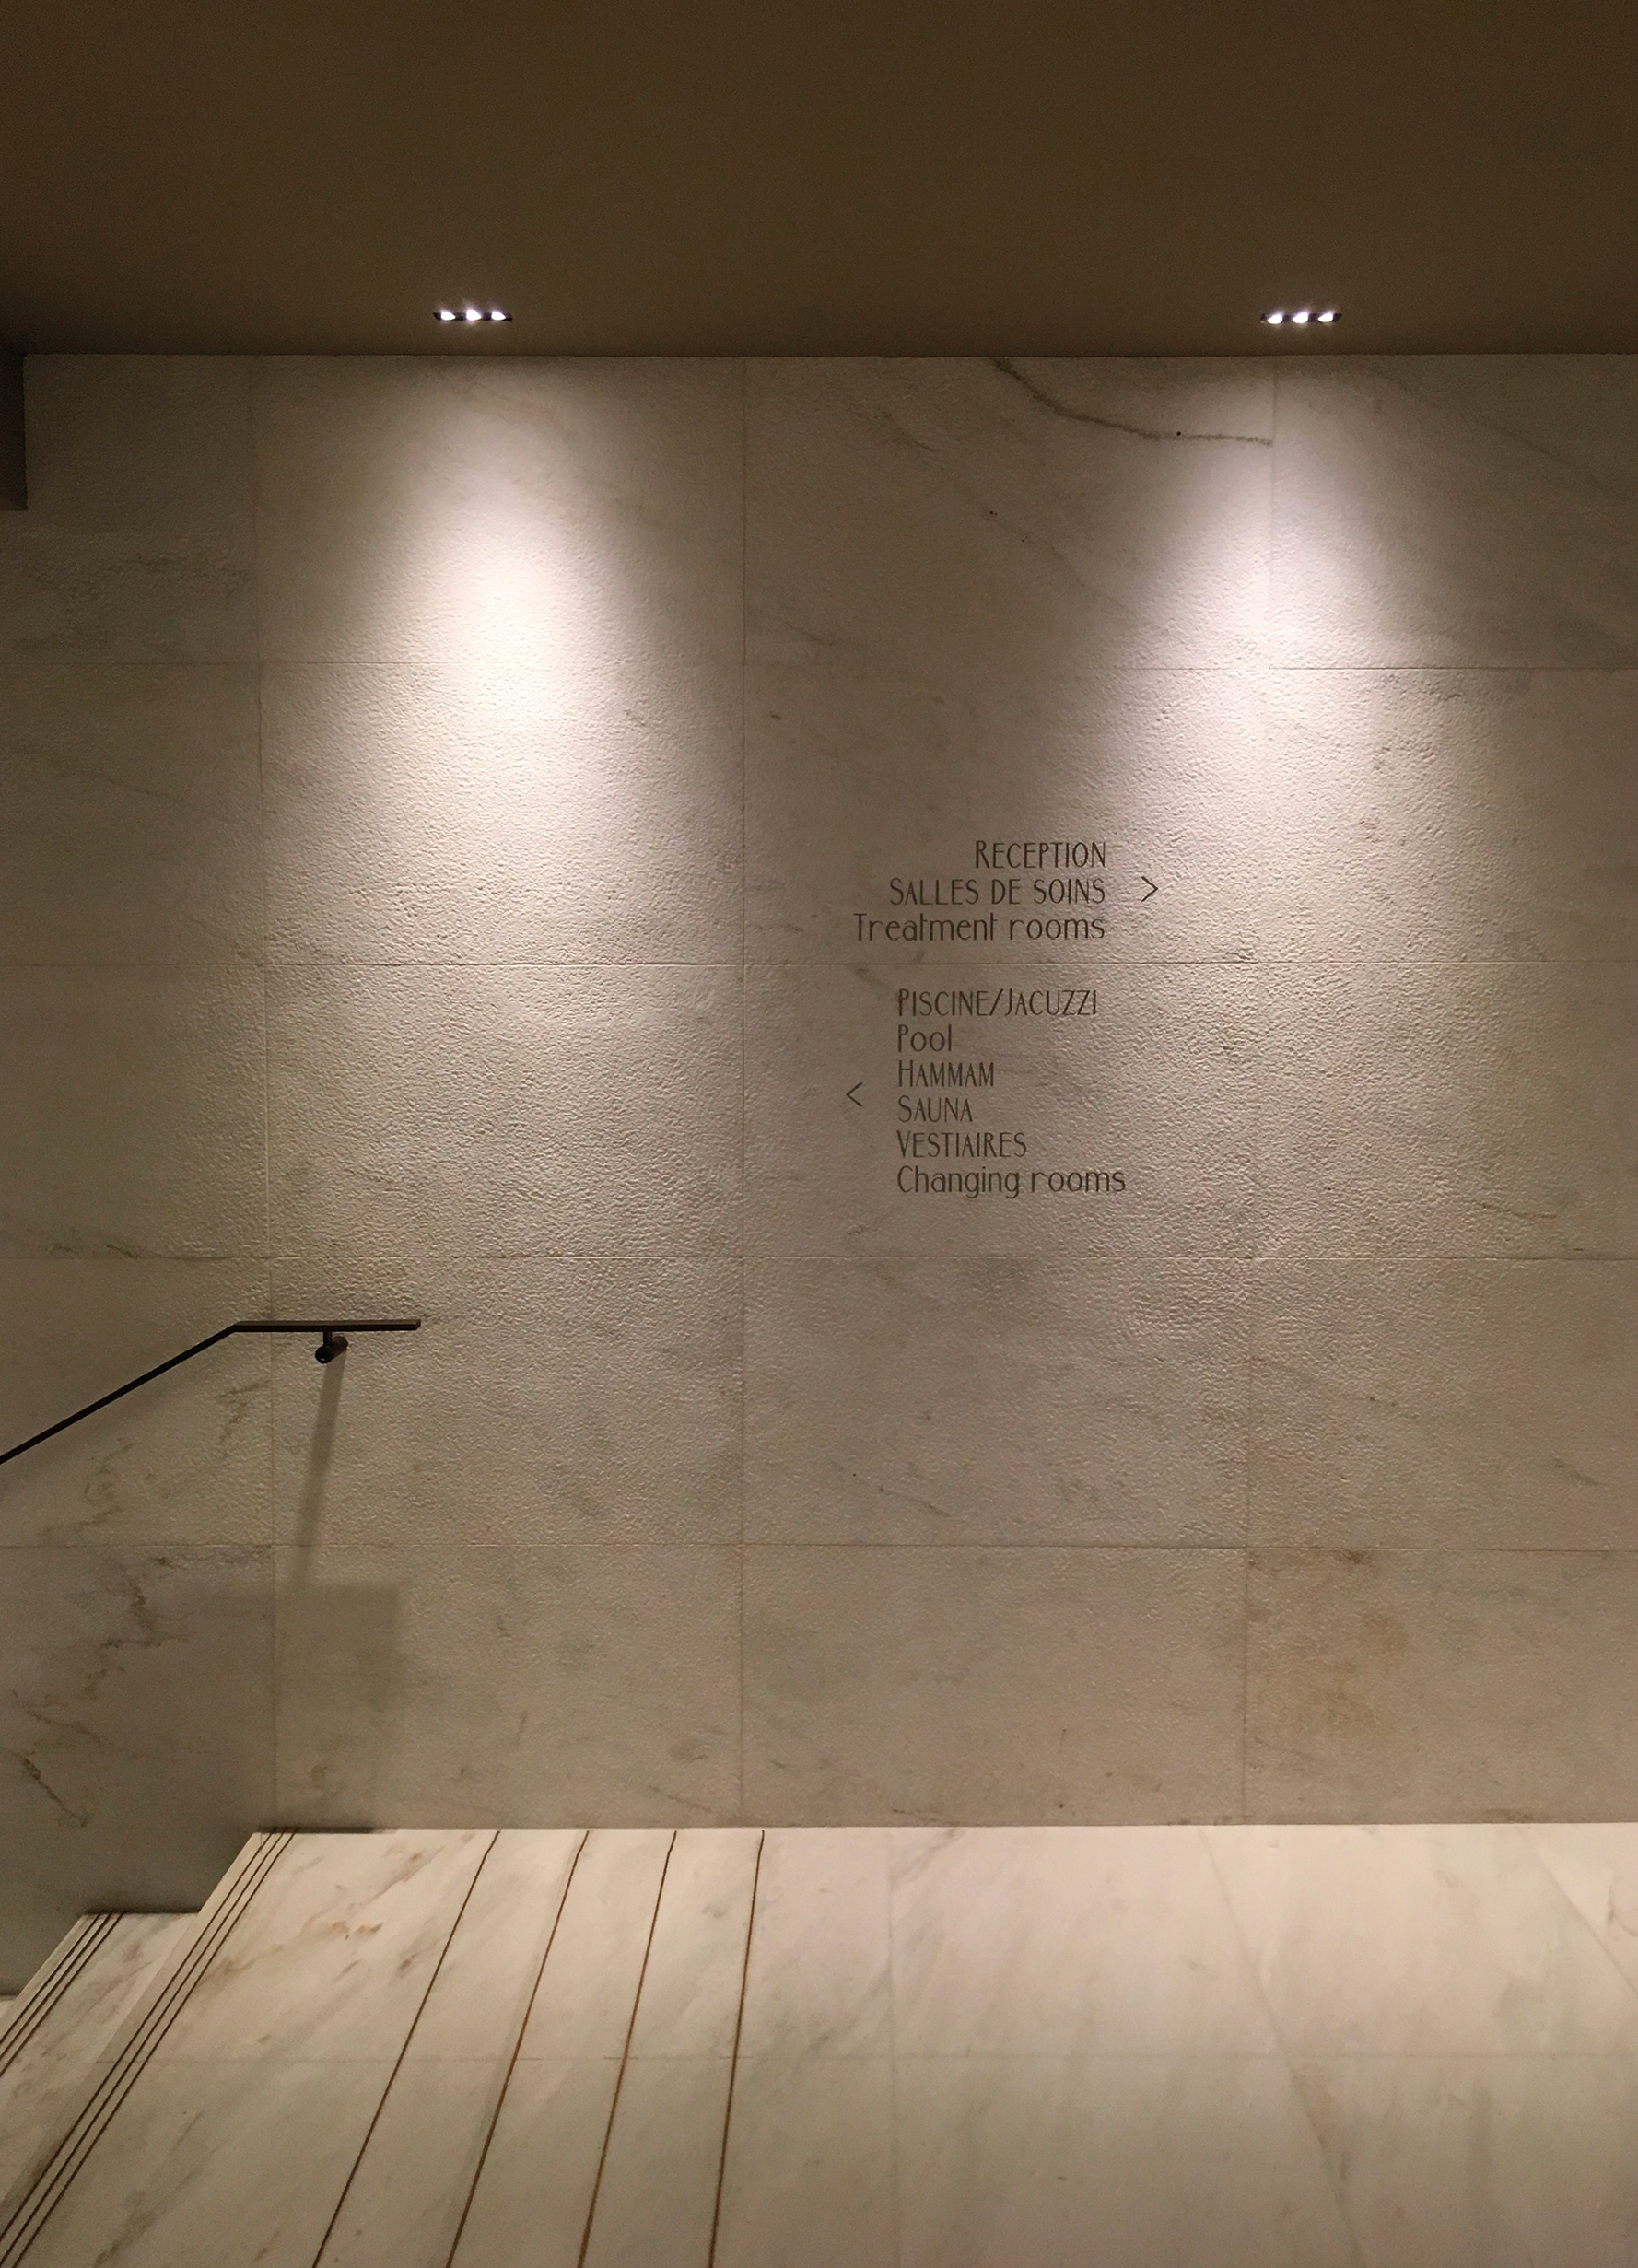 RECEPTION
SALLES DE SOINS >
Treatment rooms
PISCINE/JACUZZI
Pool
HAMMAM
< SAUNA
VESTIAIRES
Changing rooms